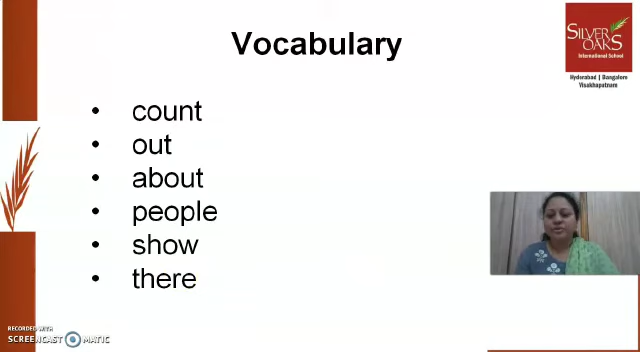 Vocabulary
SILVER
OAKS
International School
Hyderabad | Bangalore
Visakhapatnam
• count
• out
• about
• people
• show
• there
RECORDED WITH
SCREENCAST MATIC